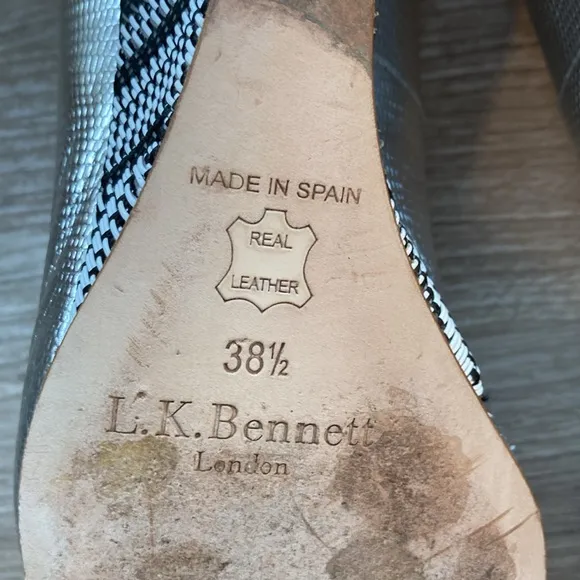 MADE IN SPAIN
REAL
LEATHER
38½
L.K.Bennett
London